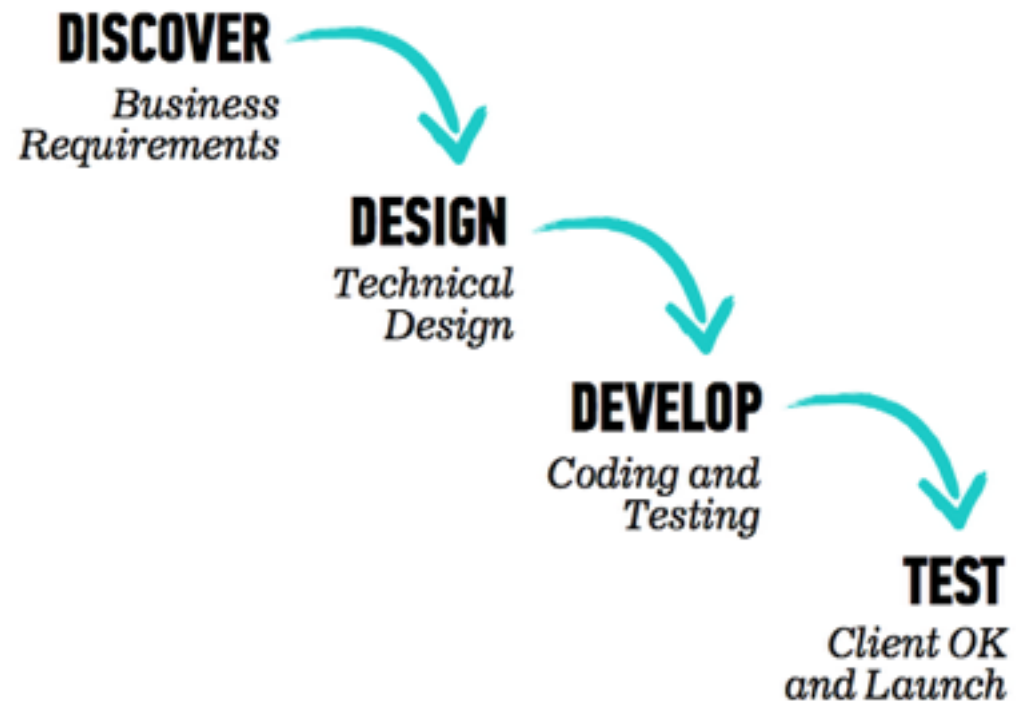 DISCOVER
Business
Requirements
DESIGN
Technical
Design
DEVELOP
Coding and
Testing
TEST
Client OK
and Launch